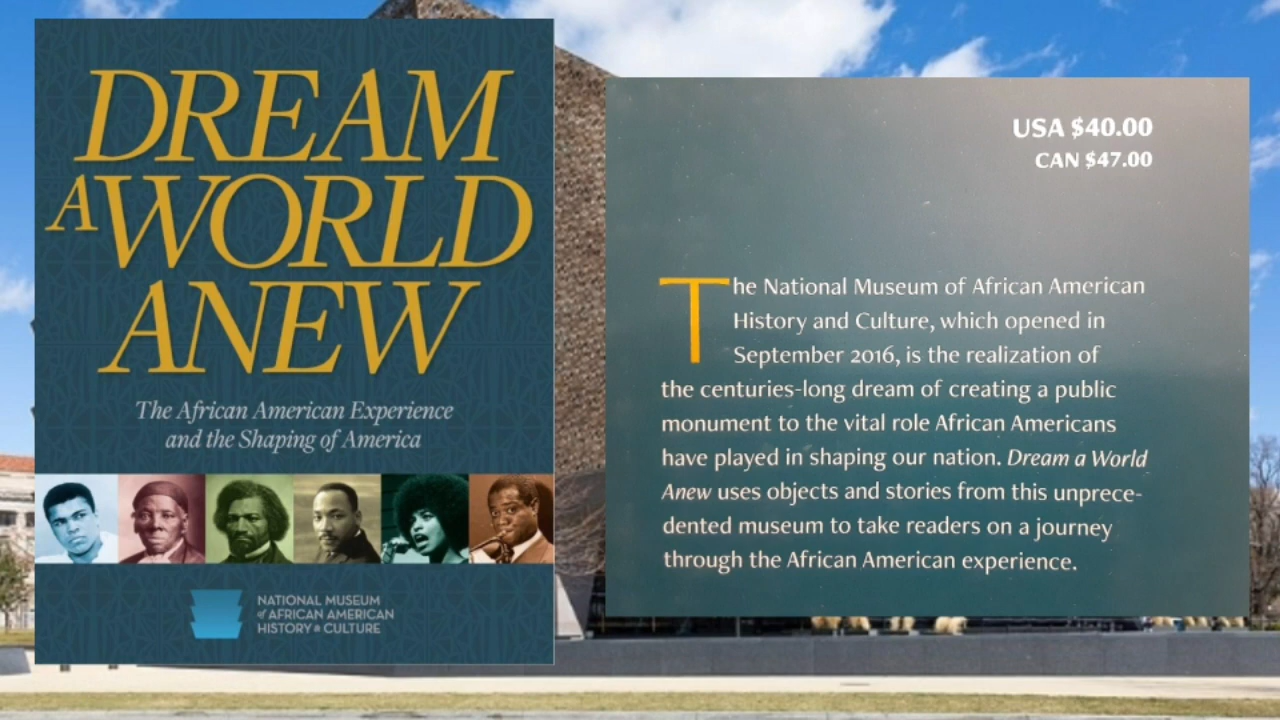 DREAM
A WORLD
ANEW
The African American Experience
and the Shaping of America
NATIONAL MUSEUM
of AFRICAN AMERICAN
HISTORY & CULTURE
USA $40.00
CAN $47.00
The National Museum of African American
History and Culture, which opened in
September 2016, is the realization of
the centuries-long dream of creating a public
monument to the vital role African Americans
have played in shaping our nation. Dream a World
Anew uses objects and stories from this unprece-
dented museum to take readers on a journey
through the African American experience.